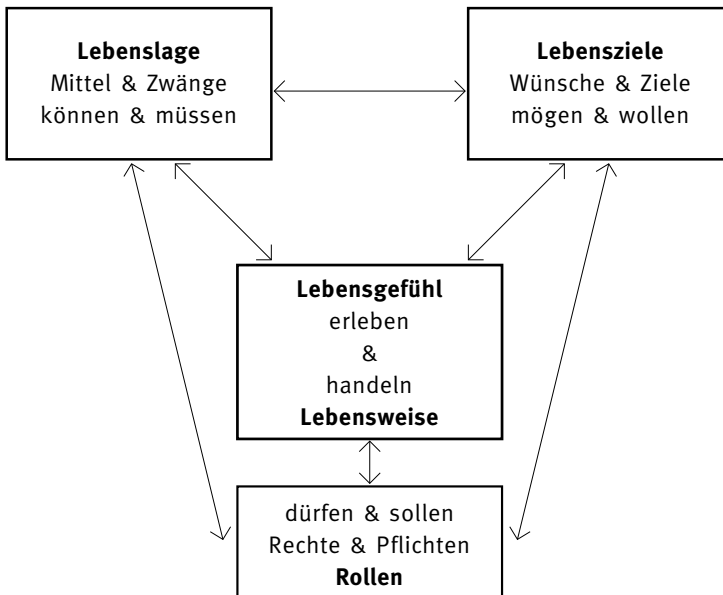 Lebenslage
Mittel & Zwänge
können & müssen
Lebensziele
Wünsche & Ziele
mögen & wollen
Lebensgefühl
erleben
&
handeln
Lebensweise
dürfen & sollen
Rechte & Pflichten
Rollen